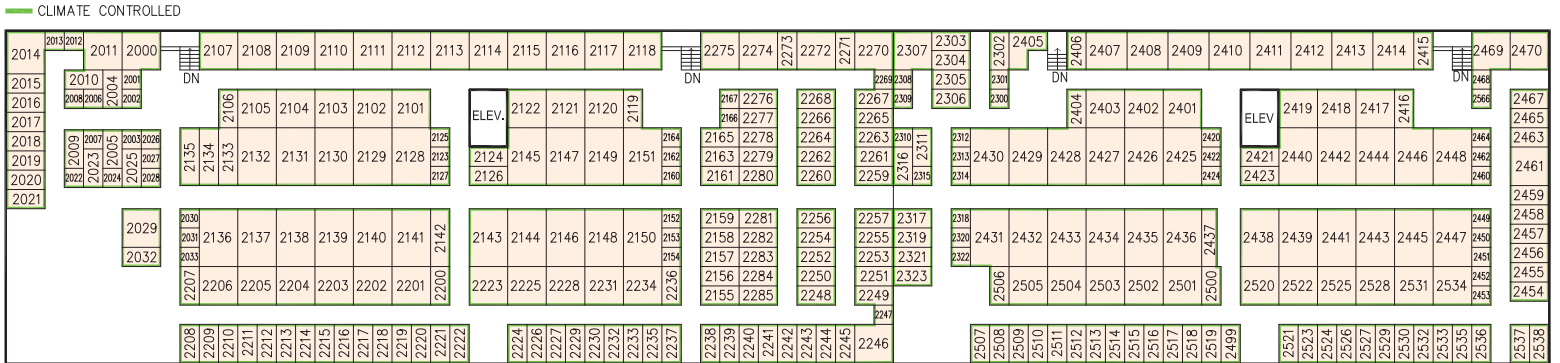 CLIMATE CONTROLLED
2014 2013 2012 2011 2000 2107 2108 2109 2110 2111 2112 2113 2114 2115 2116 2117 2118 2275 2274 2273 2272 2271 2270 2307 2303 2302 2405 2406 2407 2408 2409 2410 2411 2412 2413 2414 2415 2469 2470
2304
2015 2010 2004 2001 DN DN 2269 2308 2305 2301 DN DN 2468
2016 2008 2006 2002 2106 2105 2104 2103 2102 2101 ELEV. 2122 2121 2120 2119 2167 2276 2268 2267 2309 2306 2300 2404 2403 2402 2401 ELEV 2419 2418 2417 2416 2566 2467
2017 2166 2277 2266 2265 2465
2018 2009 2007 2005 2003 2026 2135 2134 2133 2132 2131 2130 2129 2128 2125 2145 2147 2149 2151 2164 2165 2278 2264 2263 2310 2311 2312 2430 2429 2428 2427 2426 2425 2420 2440 2442 2444 2446 2448 2464 2463
2019 2023 2025 2027 2123 2124 2162 2163 2279 2262 2261 2316 2313 2422 2421 2462 2461
2020 2022 2024 2028 2127 2126 2160 2161 2280 2260 2259 2315 2314 2424 2423 2460
2021 2459
2029 2030 2136 2137 2138 2139 2140 2141 2142 2143 2144 2146 2148 2150 2152 2159 2281 2256 2257 2317 2318 2431 2432 2433 2434 2435 2436 2437 2438 2439 2441 2443 2445 2447 2449 2458
2031 2153 2158 2282 2254 2255 2319 2320 2450 2457
2032 2033 2154 2157 2283 2252 2253 2321 2322 2451 2456
2207 2206 2205 2204 2203 2202 2201 2200 2223 2225 2228 2231 2234 2236 2156 2284 2250 2251 2323 2506 2505 2504 2503 2502 2501 2500 2520 2522 2525 2528 2531 2534 2452 2455
2155 2285 2248 2249 2453 2454
2247
2208 2209 2210 2211 2212 2213 2214 2215 2216 2217 2218 2219 2220 2221 2222 2224 2226 2227 2229 2230 2232 2233 2235 2237 2238 2239 2240 2241 2242 2243 2244 2245 2246 2507 2508 2509 2510 2511 2512 2513 2514 2515 2516 2517 2518 2519 2499 2521 2523 2524 2526 2527 2529 2530 2532 2533 2535 2536 2537 2538